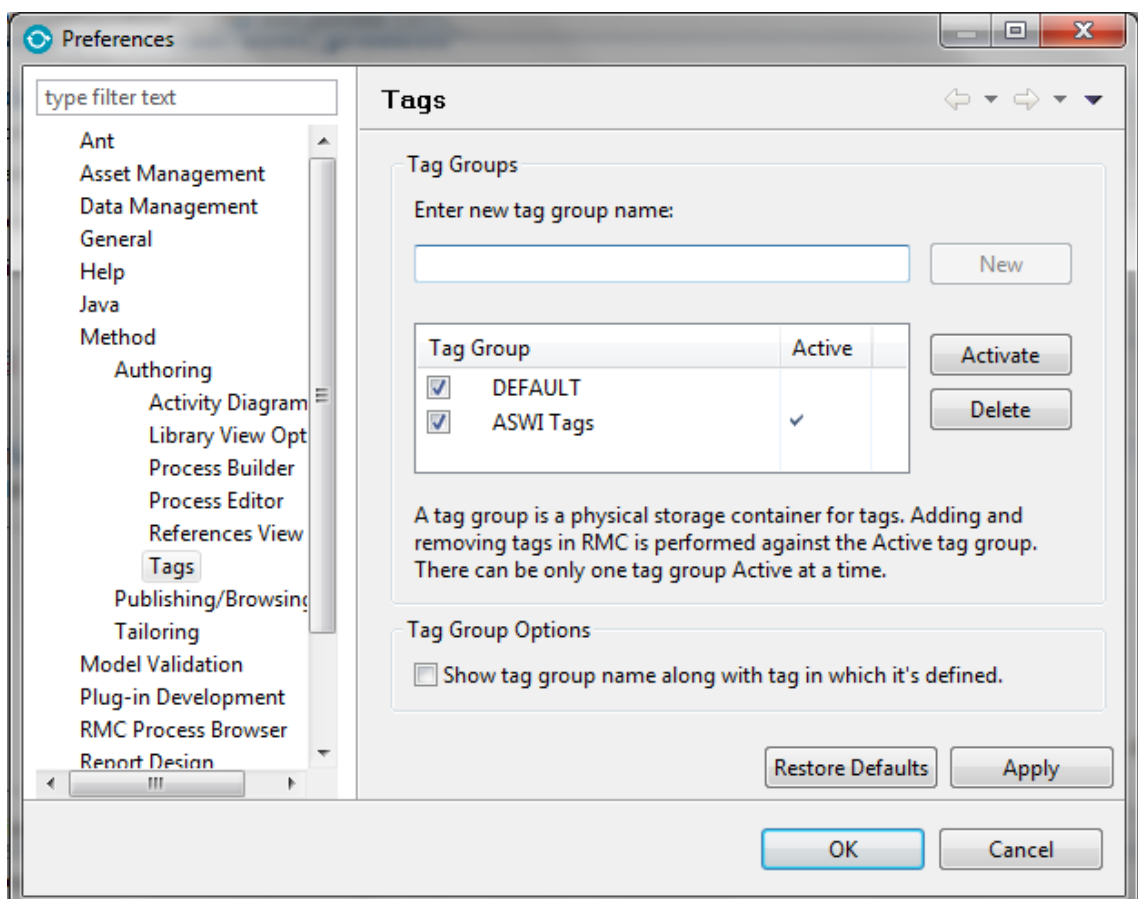 Preferences
type filter text
Ant
Asset Management
Data Management
General
Help
Java
Method
Authoring
Activity Diagram
Library View Opt
Process Builder
Process Editor
References View
Tags
Publishing/Browsing
Tailoring
Model Validation
Plug-in Development
RMC Process Browser
Report Design
Tags
Tag Groups
Enter new tag group name:
New
Tag Group Active
DEFAULT
ASWI Tags
Activate
Delete
A tag group is a physical storage container for tags. Adding and
removing tags in RMC is performed against the Active tag group.
There can be only one tag group Active at a time.
Tag Group Options
Show tag group name along with tag in which it's defined.
Restore Defaults Apply
OK Cancel